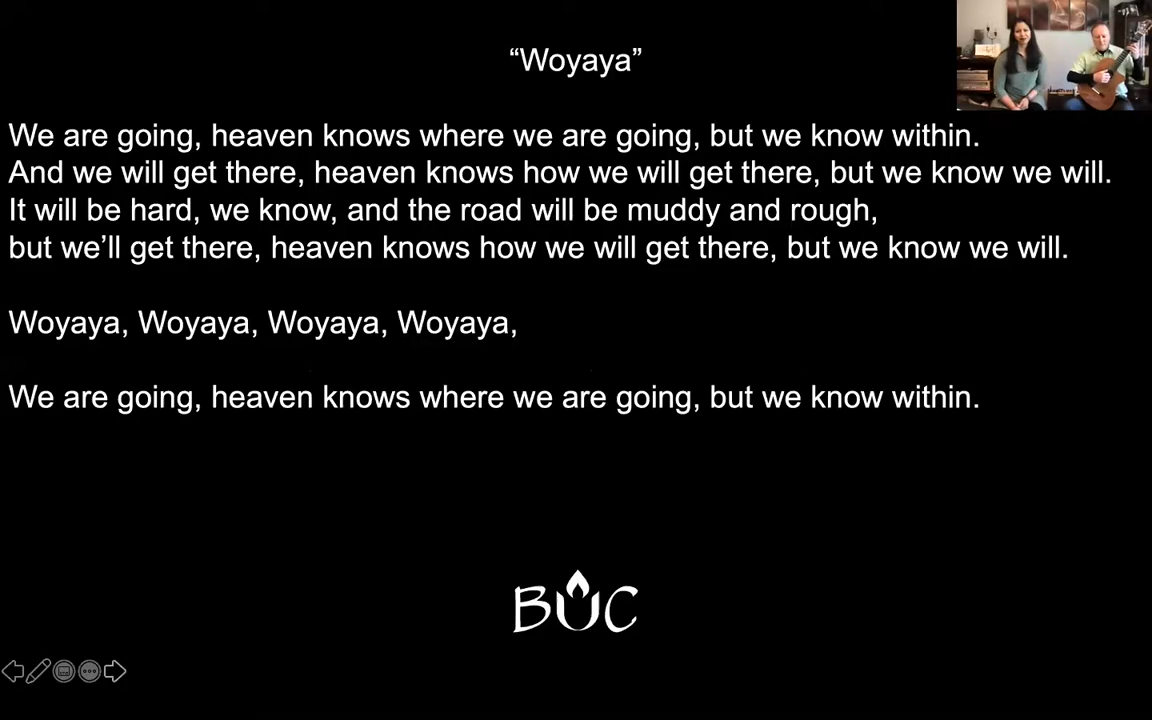 “Woyaya”
We are going, heaven knows where we are going, but we know within.
And we will get there, heaven knows how we will get there, but we know we will.
It will be hard, we know, and the road will be muddy and rough,
but we’ll get there, heaven knows how we will get there, but we know we will.
Woyaya, Woyaya, Woyaya, Woyaya,
We are going, heaven knows where we are going, but we know within.
BUC